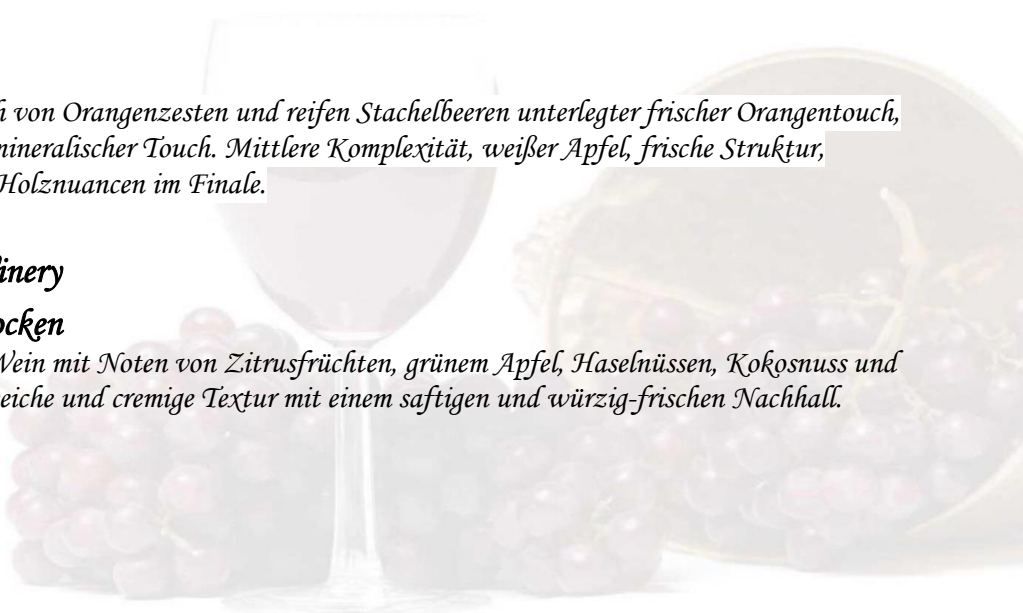 von Orangenzesten und reifen Stachelbeeren unterlegter frischer Orangentouch,
mineralischer Touch. Mittlere Komplexität, weißer Apfel, frische Struktur,
Holznuancen im Finale.
inery
ocken
Wein mit Noten von Zitrusfrüchten, grünem Apfel, Haselnüssen, Kokosnuss und
eiche und cremige Textur mit einem saftigen und würzig-frischen Nachhall.